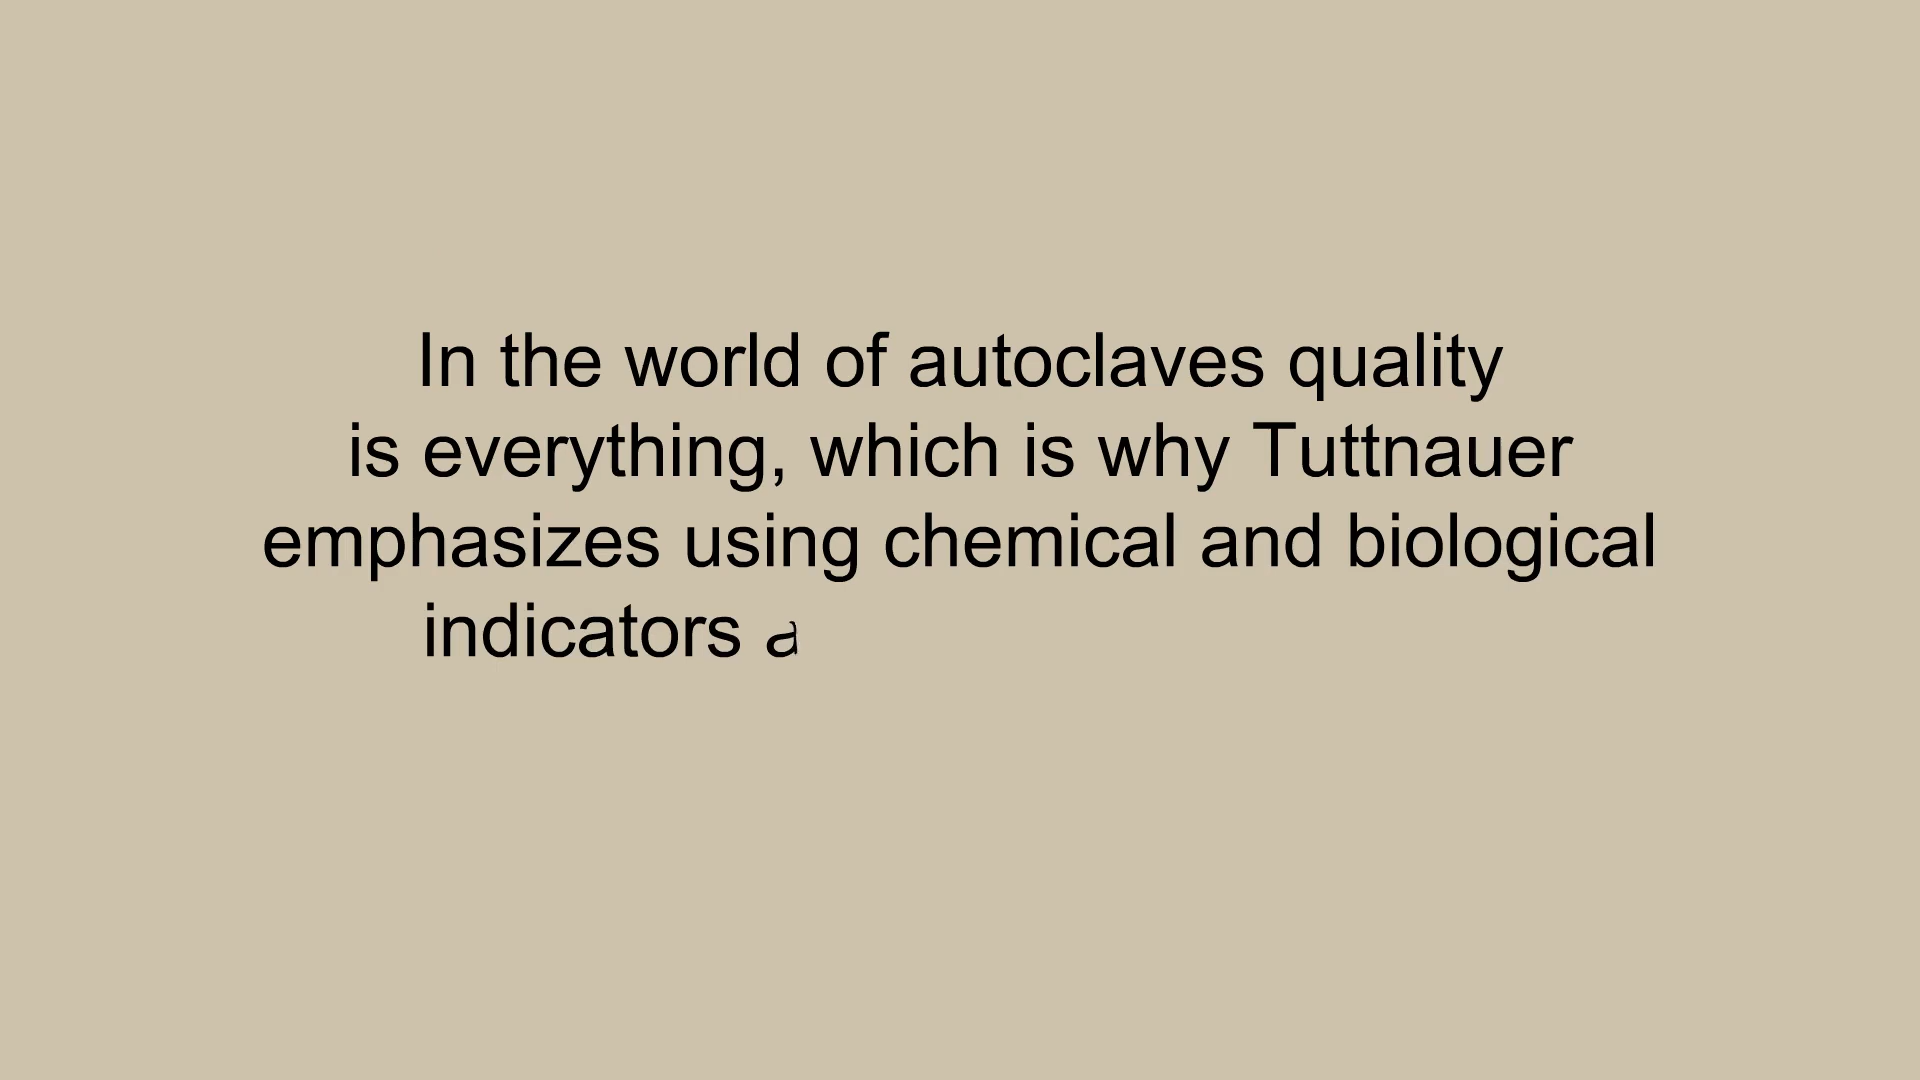 In the world of autoclaves quality
is everything, which is why Tuttnauer
emphasizes using chemical and biological
indicators a